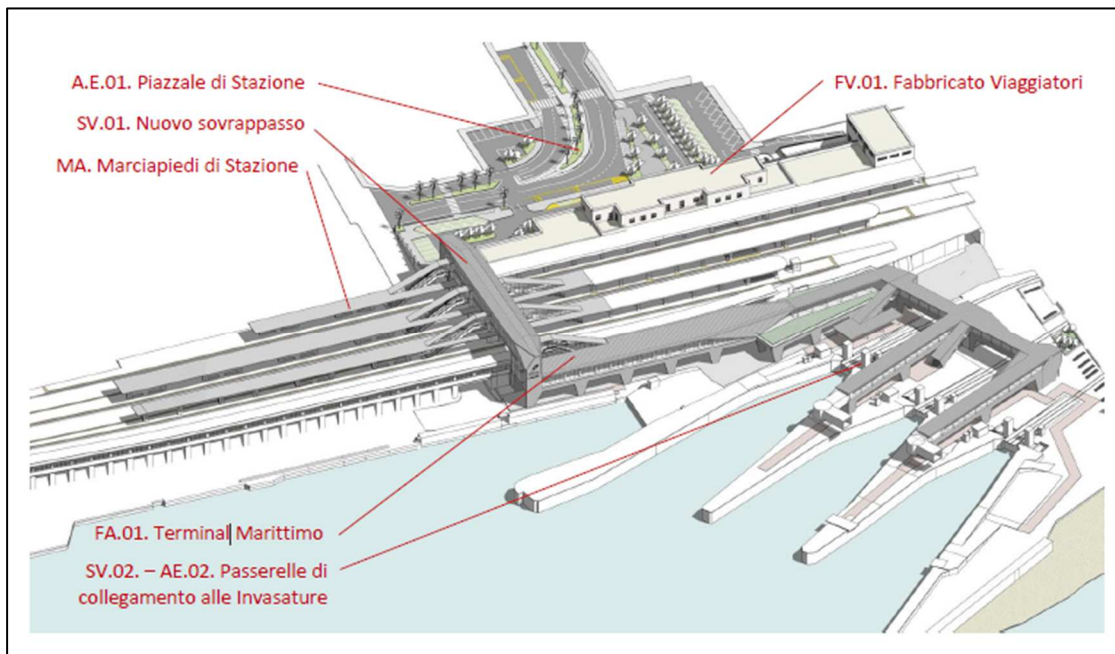 A.E.01. Piazzale di Stazione
FV.01. Fabbricato Viaggiatori
SV.01. Nuovo sovrappasso
MA. Marciapiedi di Stazione
FA.01. Terminal Marittimo
SV.02. – AE.02. Passerelle di
collegamento alle Invasature